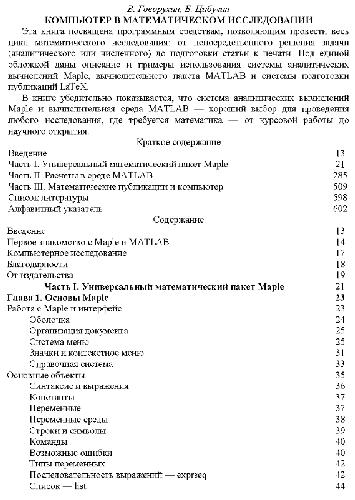 В. Говорухин, Б. Цибулин
КОМПЬЮТЕР В МАТЕМАТИЧЕСКОМ ИССЛЕДОВАНИИ
Эта книга посвящена программным средствам, позволяющим провести весь
цикл математического исследования: от непосредственного решения задачи
(аналитического или численного) до подготовки статьи к печати. Под единой
обложкой даны описание и примеры использования системы аналитических
вычислений Maple, вычислительного пакета MATLAB и системы подготовки
публикаций LaTeX.
В книге убедительно показывается, что система аналитических вычислений
Maple и вычислительная среда MATLAB — хороший выбор для проведения
любого исследования, где требуется математика — от курсовой работы до
научного открытия.
Краткое содержание
Введение 13
Часть I. Универсальный математический пакет Maple 21
Часть II. Расчеты в среде MATLAB 285
Часть III. Математические публикации и компьютер 509
Список литературы 598
Алфавитный указатель 602
Содержание
Введение 13
Первое знакомство с Maple и MATLAB 14
Компьютерное исследование 17
Благодарности 18
От издательства 19
Часть I. Универсальный математический пакет Maple 21
Глава 1. Основы Maple 23
Работа с Maple и интерфейс 23
Оболочка 24
Организация документа 25
Система меню 25
Значки и контекстное меню 31
Справочная система 33
Основные объекты 35
Синтаксис и выражения 36
Константы 37
Переменные 37
Переменные среды 38
Строки и символы 39
Команды 40
Возможные ошибки 40
Типы переменных 42
Последовательность выражений — exprseq 42
Список — list 44